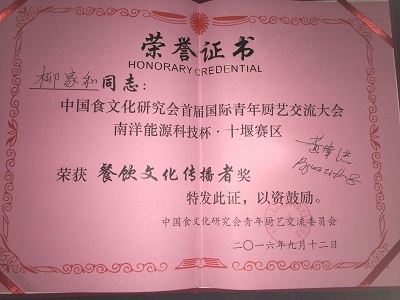 荣誉证书
HONORARY CREDENTIAL
柳家和同志：
中国食文化研究会首届国际青年厨艺交流大会
南洋能源科技杯·十堰赛区
荣获 餐饮文化传播者奖
特发此证，以资鼓励。
中国食文化研究会青年厨艺交流委员会
二〇一六年九月十二日